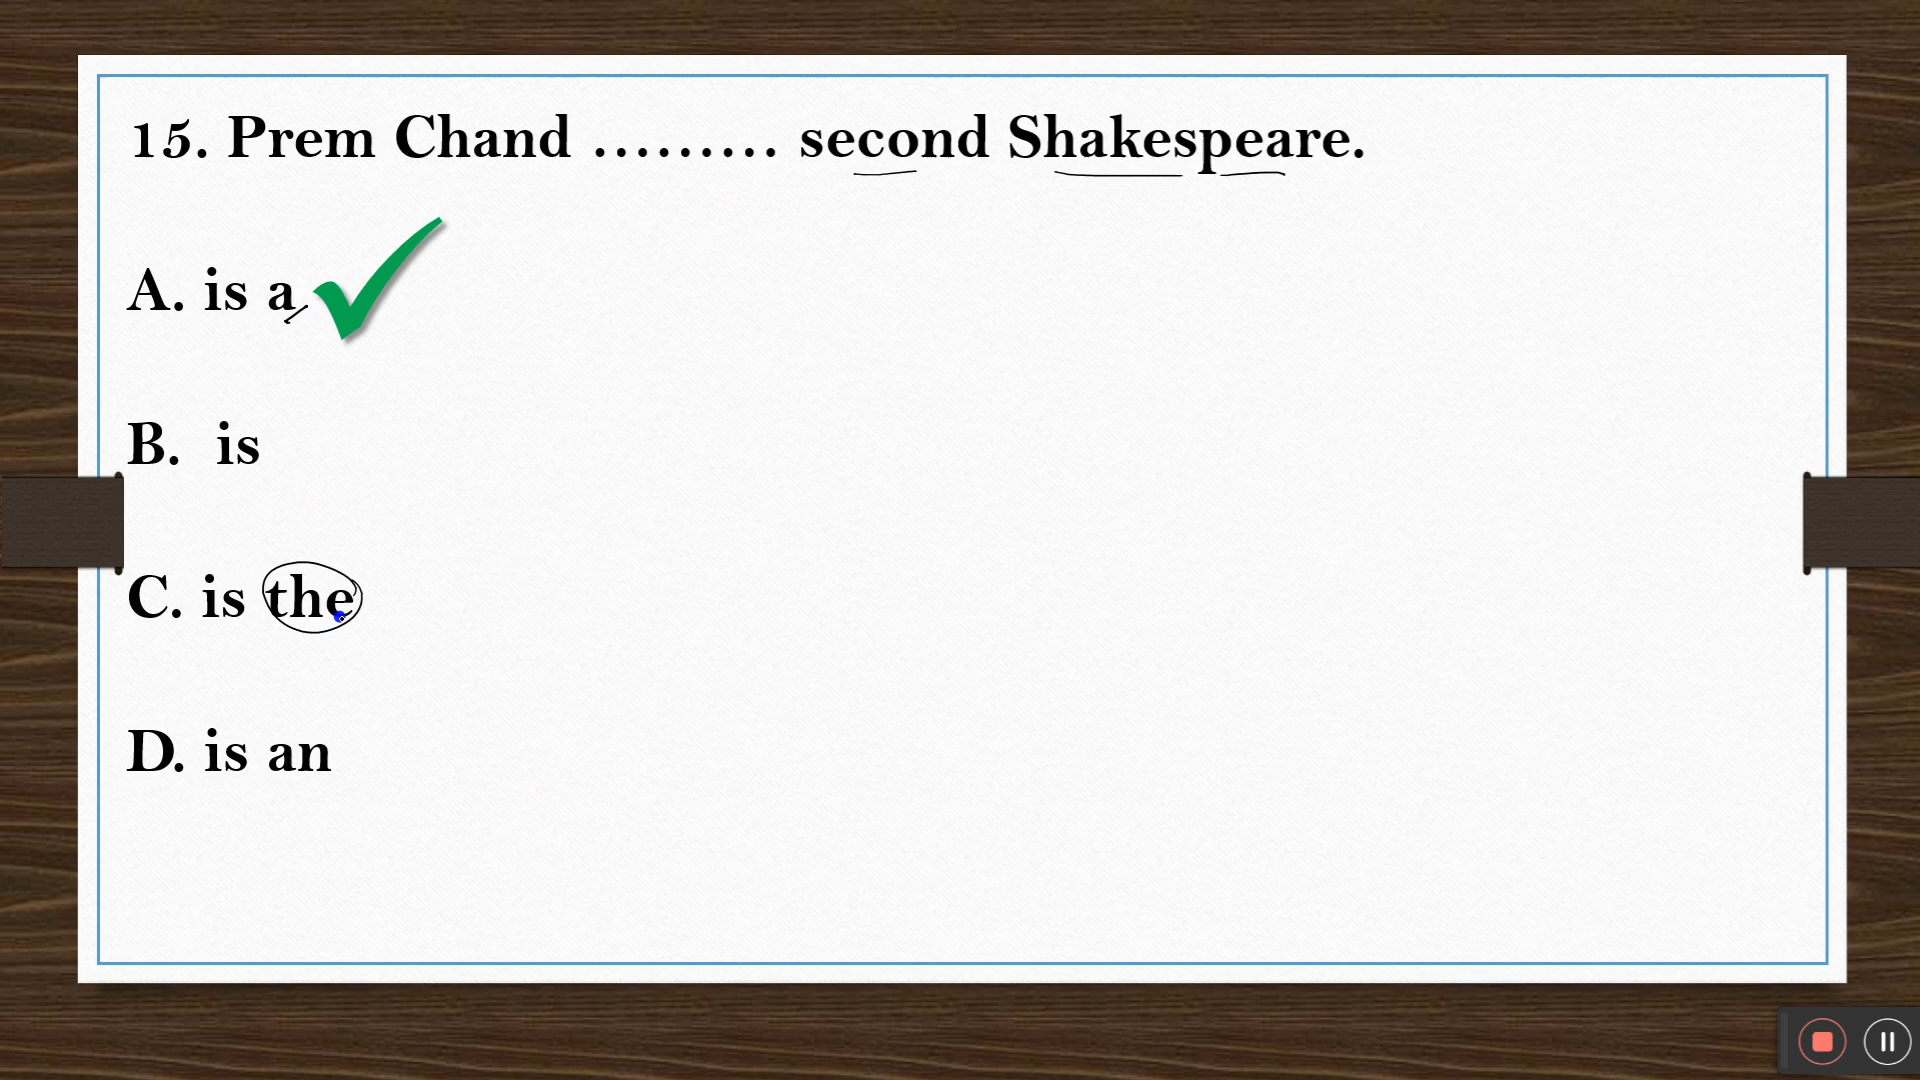 15. Prem Chand ......... second Shakespeare.
A. is a
B. is
C. is the
D. is an